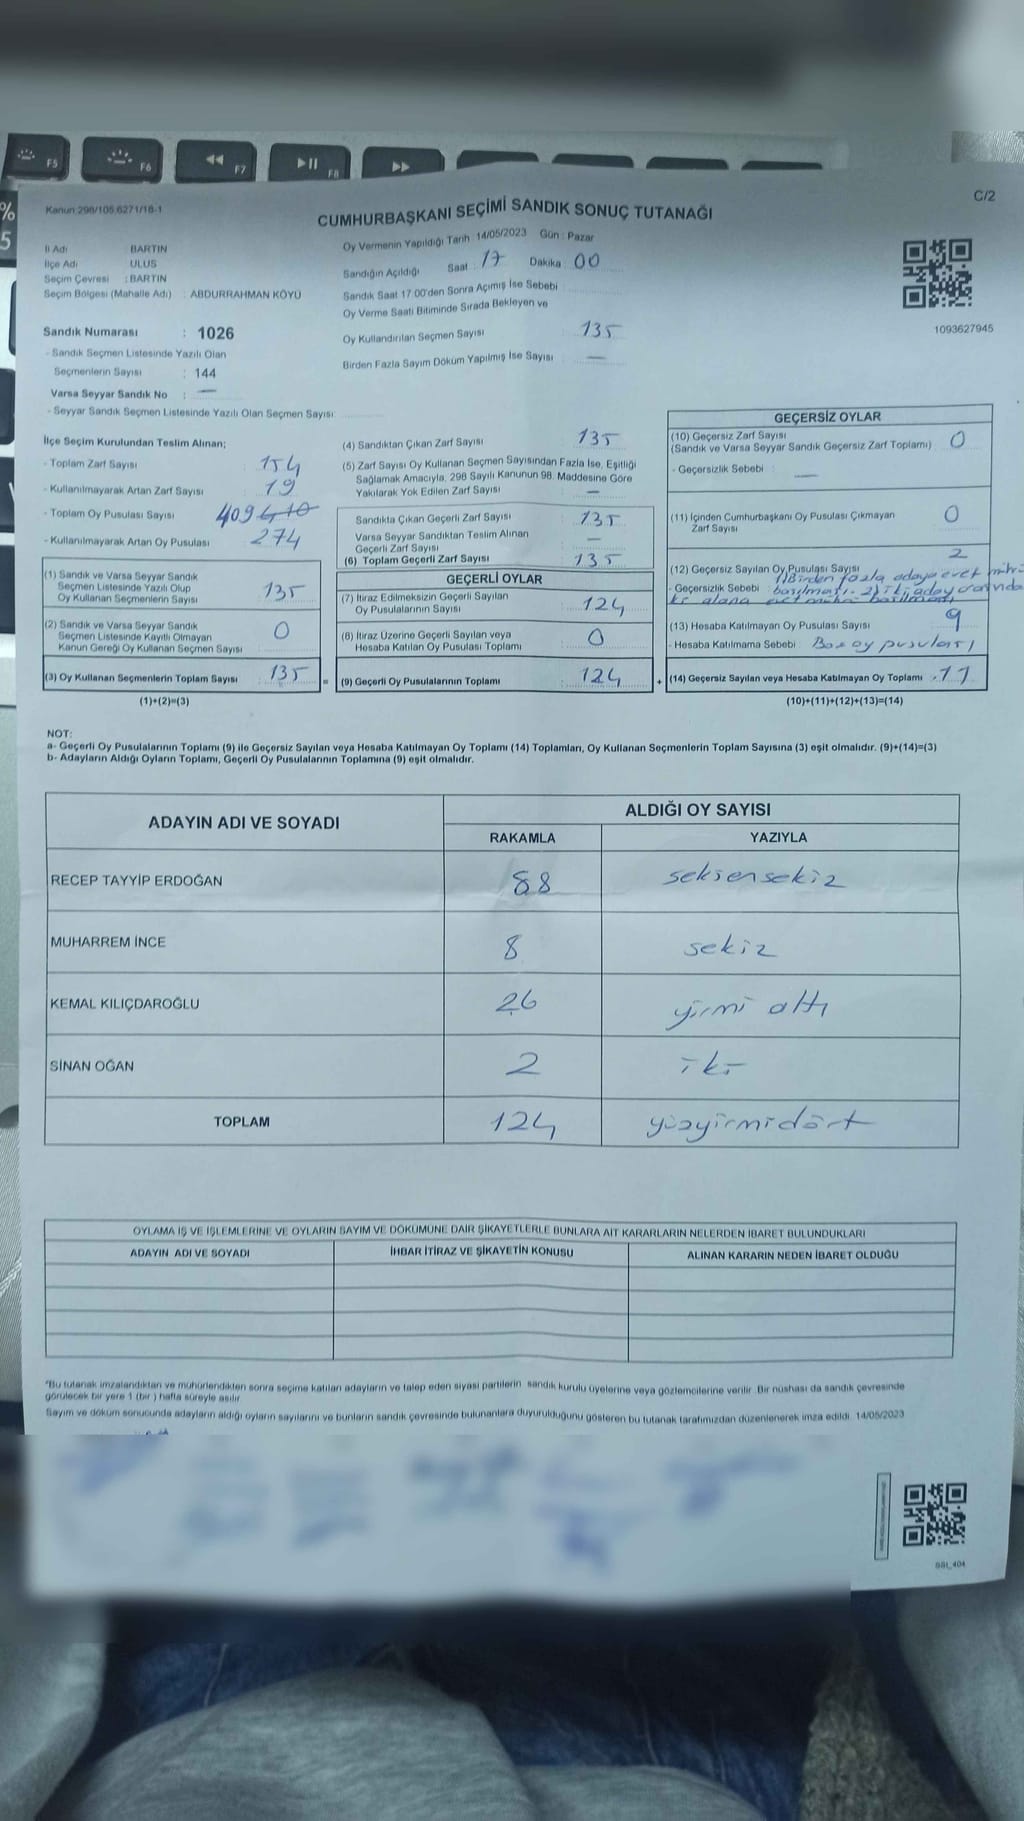 F5
F6
F7
F8
%
5
Kanun 298/105 6271/16-1
C/2
CUMHURBAŞKANI SEÇİMİ SANDIK SONUÇ TUTANAĞI
İl Adı BARTIN
İlçe Adı ULUS
Seçim Çevresi : BARTIN
Seçim Bölgesi (Mahalle Adı) : ABDURRAHMAN KÖYÜ
Sandık Numarası : 1026
- Sandık Seçmen Listesinde Yazılı Olan
Seçmenlerin Sayısı : 144
Varsa Seyyar Sandık No : —
- Seyyar Sandık Seçmen Listesinde Yazılı Olan Seçmen Sayısı:
Oy Vermenin Yapıldığı Tarih 14/05/2023 Gün : Pazar
Sandığın Açıldığı Saat 17 Dakika 00
Sandık Saat 17.00'den Sonra Açımış İse Sebebi
Oy Verme Saati Bitiminde Sırada Bekleyen ve
Oy Kullandırılan Seçmen Sayısı : 135
Birden Fazla Sayım Döküm Yapılmış İse Sayısı —
1093627945
İlçe Seçim Kurulundan Teslim Alınan;
- Toplam Zarf Sayısı : 154
- Kullanılmayarak Artan Zarf Sayısı 19
- Toplam Oy Pusulası Sayısı 409 410
- Kullanılmayarak Artan Oy Pusulası 274
(1) Sandık ve Varsa Seyyar Sandık
Seçmen Listesinde Yazılı Olup
Oy Kullanan Seçmenlerin Sayısı 135
(2) Sandık ve Varsa Seyyar Sandık
Seçmen Listesinde Kayıtlı Olmayan
Kanun Gereği Oy Kullanan Seçmen Sayısı 0
(3) Oy Kullanan Seçmenlerin Toplam Sayısı : 135 =
(1)+(2)=(3)
(4) Sandıktan Çıkan Zarf Sayısı 135
(5) Zarf Sayısı Oy Kullanan Seçmen Sayısından Fazla İse, Eşitliği
Sağlamak Amacıyla, 298 Sayılı Kanunun 98. Maddesine Göre
Yakılarak Yok Edilen Zarf Sayısı —
Sandıkta Çıkan Geçerli Zarf Sayısı : 135
Varsa Seyyar Sandıktan Teslim Alınan
Geçerli Zarf Sayısı —
(6) Toplam Geçerli Zarf Sayısı : 135
GEÇERLİ OYLAR
(7) İtiraz Edilmeksizin Geçerli Sayılan
Oy Pusulalarının Sayısı : 124
(8) İtiraz Üzerine Geçerli Sayılan veya
Hesaba Katılan Oy Pusulası Toplamı : 0
(9) Geçerli Oy Pusulalarının Toplamı : 124 +
GEÇERSİZ OYLAR
(10) Geçersiz Zarf Sayısı
(Sandık ve Varsa Seyyar Sandık Geçersiz Zarf Toplamı) : 0
- Geçersizlik Sebebi : —
(11) İçinden Cumhurbaşkanı Oy Pusulası Çıkmayan
Zarf Sayısı 0
(12) Geçersiz Sayılan Oy Pusulası Sayısı 2
- Geçersizlik Sebebi : 1) Birden fazla adaya evet mührü
basılması. 2) iki aday arasında
ki alana evet mührü basılması
(13) Hesaba Katılmayan Oy Pusulası Sayısı 9
- Hesaba Katılmama Sebebi : Boş oy pusulası
(14) Geçersiz Sayılan veya Hesaba Katılmayan Oy Toplamı : 11
(10)+(11)+(12)+(13)=(14)
NOT:
a- Geçerli Oy Pusulalarının Toplamı (9) ile Geçersiz Sayılan veya Hesaba Katılmayan Oy Toplamı (14) Toplamları, Oy Kullanan Seçmenlerin Toplam Sayısına (3) eşit olmalıdır. (9)+(14)=(3)
b- Adayların Aldığı Oyların Toplamı, Geçerli Oy Pusulalarının Toplamına (9) eşit olmalıdır.
ADAYIN ADI VE SOYADI ALDIĞI OY SAYISI
RAKAMLA YAZIYLA
RECEP TAYYİP ERDOĞAN 88 seksensekiz
MUHARREM İNCE 8 sekiz
KEMAL KILIÇDAROĞLU 26 yirmi altı
SİNAN OĞAN 2 iki
TOPLAM 124 yüzyirmidört
OYLAMA İŞ VE İŞLEMLERİNE VE OYLARIN SAYIM VE DÖKÜMÜNE DAİR ŞİKAYETLERLE BUNLARA AİT KARARLARIN NELERDEN İBARET BULUNDUKLARI
ADAYIN ADI VE SOYADI İHBAR İTİRAZ VE ŞİKAYETİN KONUSU ALINAN KARARIN NEDEN İBARET OLDUĞU
*Bu tutanak imzalandıktan ve mühürlendikten sonra seçime katılan adayların ve talep eden siyasi partilerin sandık kurulu üyelerine veya gözlemcilerine verilir. Bir nüshası da sandık çevresinde
görülecek bir yere 1 (bir ) hafta süreyle asılır
Sayım ve döküm sonucunda adayların aldığı oyların sayılarını ve bunların sandık çevresinde bulunanlara duyurulduğunu gösteren bu tutanak tarafımızdan düzenlenerek imza edildi. 14/05/2023